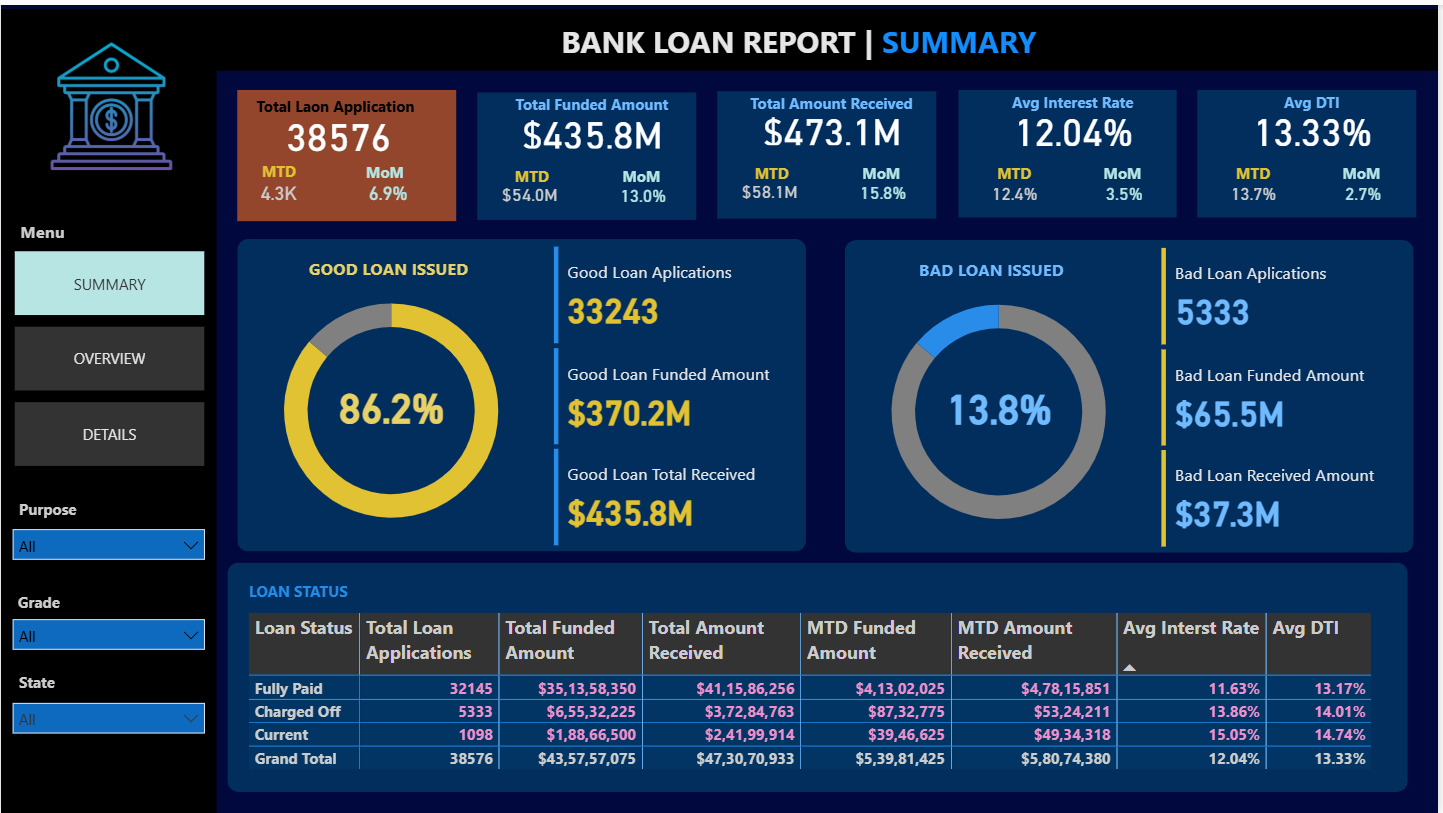 BANK LOAN REPORT | SUMMARY
$
Menu
SUMMARY
OVERVIEW
DETAILS
Purpose
All
Grade
All
State
All
Total Laon Application
38576
MTD MoM
4.3K 6.9%
Total Funded Amount
$435.8M
MTD MoM
$54.0M 13.0%
Total Amount Received
$473.1M
MTD MoM
$58.1M 15.8%
Avg Interest Rate
12.04%
MTD MoM
12.4% 3.5%
Avg DTI
13.33%
MTD MoM
13.7% 2.7%
GOOD LOAN ISSUED
86.2%
Good Loan Aplications
33243
Good Loan Funded Amount
$370.2M
Good Loan Total Received
$435.8M
BAD LOAN ISSUED
13.8%
Bad Loan Aplications
5333
Bad Loan Funded Amount
$65.5M
Bad Loan Received Amount
$37.3M
LOAN STATUS
Loan Status Total Loan Applications Total Funded Amount Total Amount Received MTD Funded Amount MTD Amount Received Avg Interst Rate Avg DTI
Fully Paid 32145 $35,13,58,350 $41,15,86,256 $4,13,02,025 $4,78,15,851 11.63% 13.17%
Charged Off 5333 $6,55,32,225 $3,72,84,763 $87,32,775 $53,24,211 13.86% 14.01%
Current 1098 $1,88,66,500 $2,41,99,914 $39,46,625 $49,34,318 15.05% 14.74%
Grand Total 38576 $43,57,57,075 $47,30,70,933 $5,39,81,425 $5,80,74,380 12.04% 13.33%